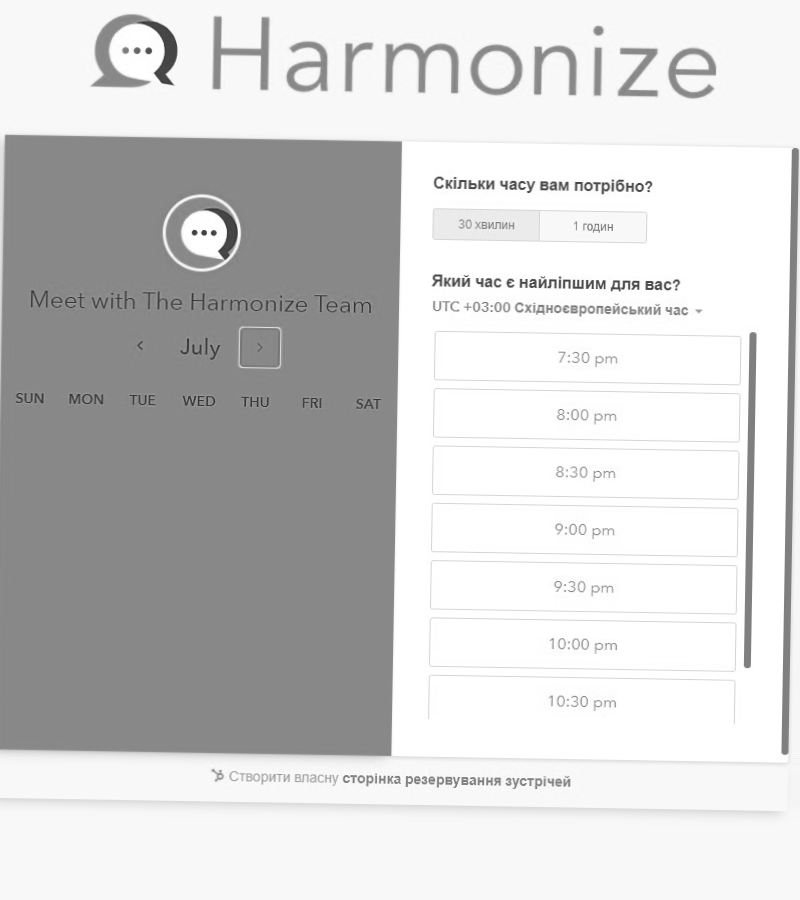 Harmonize
Meet with The Harmonize Team
July
SUN MON TUE WED THU FRI SAT
Скільки часу вам потрібно?
30 хвилин 1 годин
Який час є найліпшим для вас?
UTC +03:00 Східноєвропейський час
7:30 pm
8:00 pm
8:30 pm
9:00 pm
9:30 pm
10:00 pm
10:30 pm
Створити власну сторінка резервування зустрічей